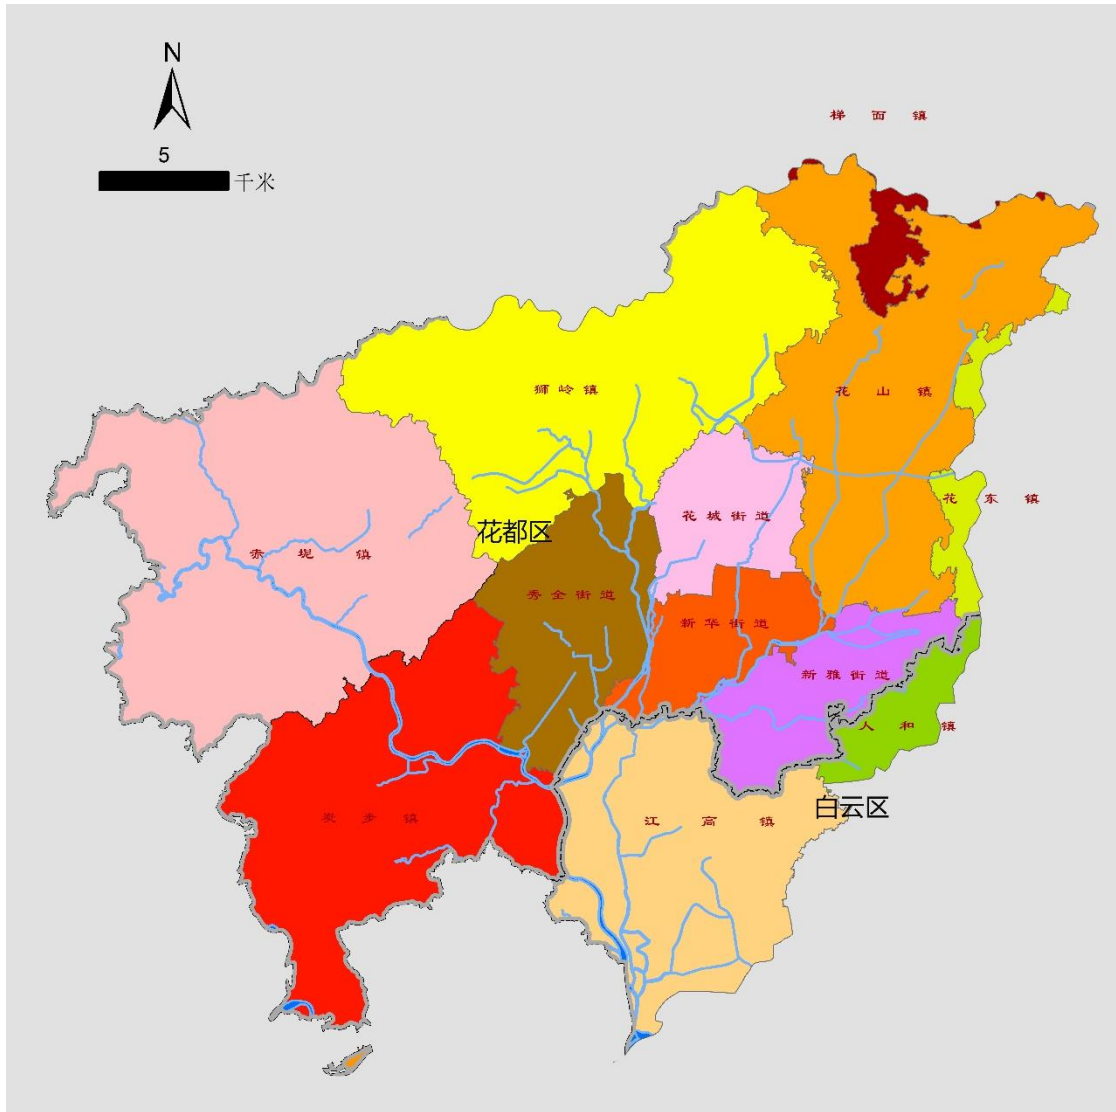 N
5
千米
梯面镇
狮岭镇
花山镇
花东镇
花城街道
花都区
赤坭镇
秀全街道
新华街道
新雅街道
人和镇
白云区
江高镇
炭步镇